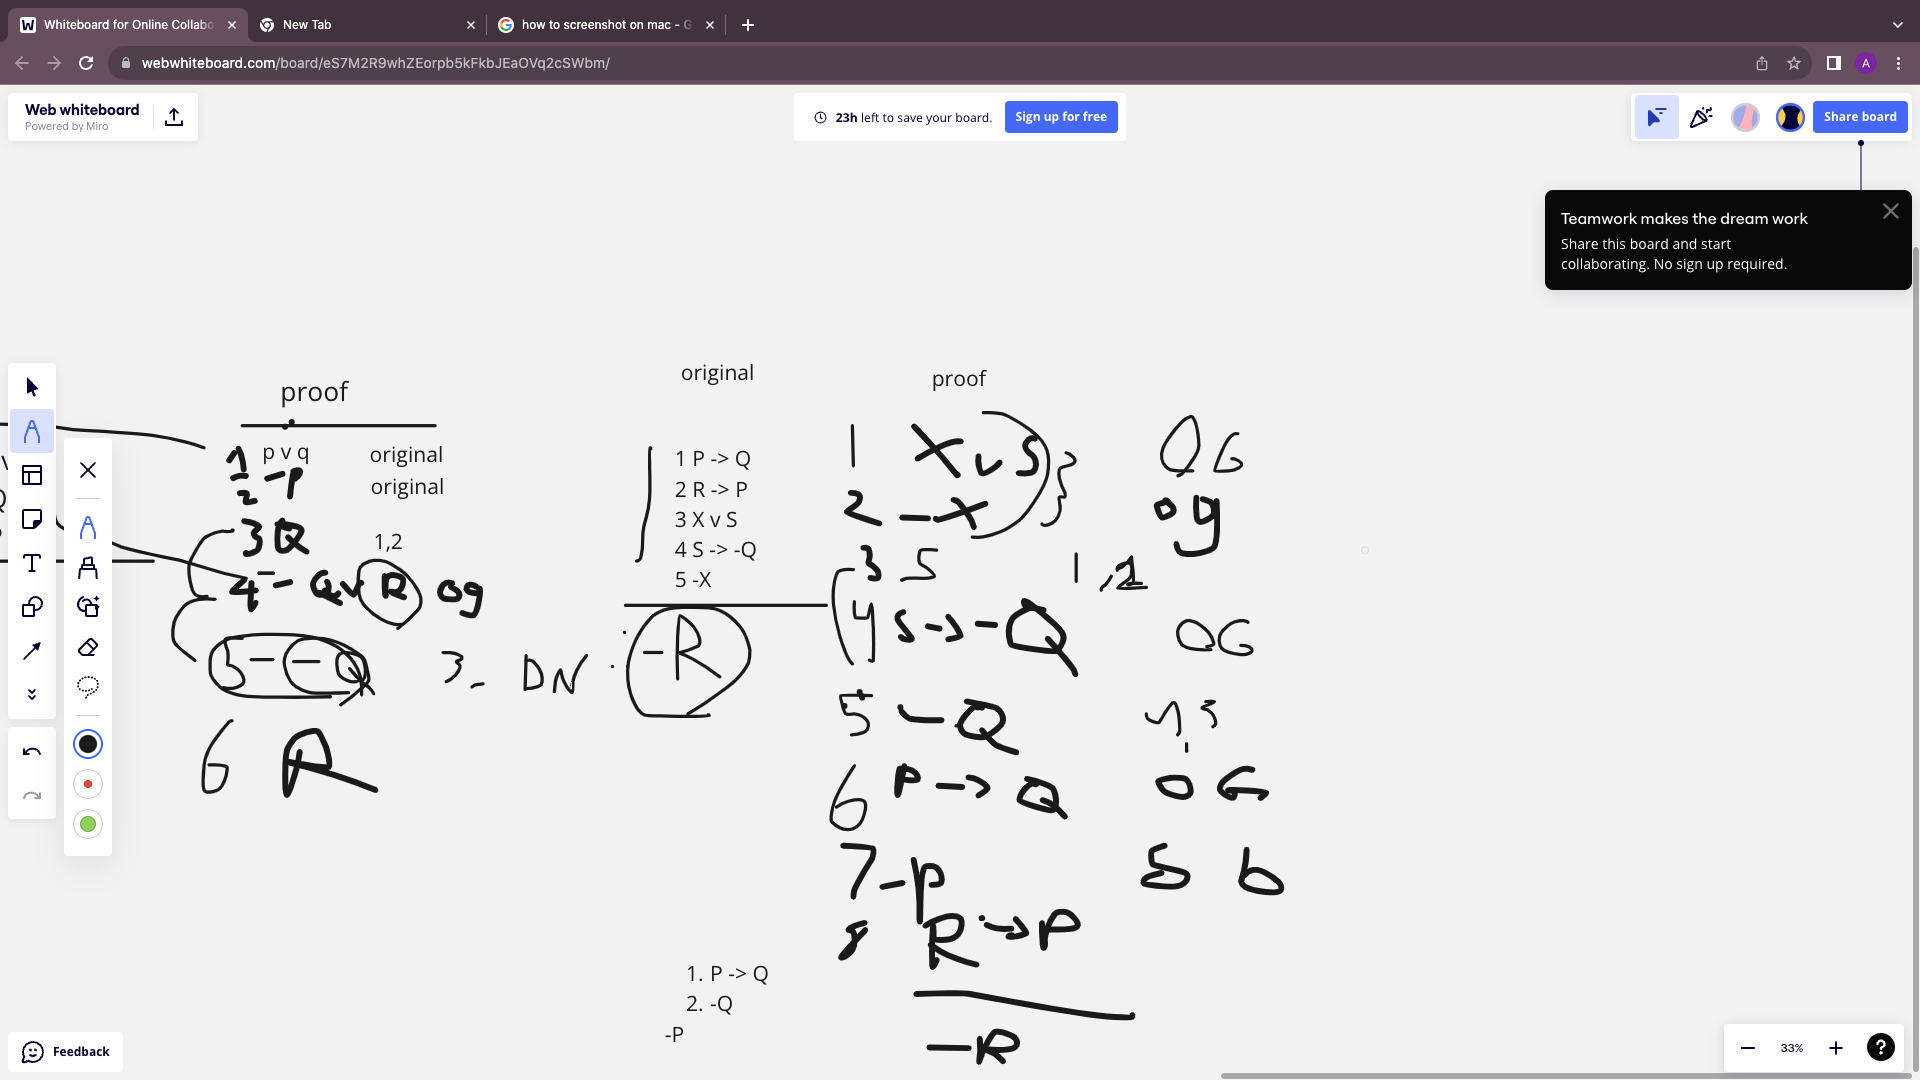 Whiteboard for Online Collabo
New Tab
how to screenshot on mac - G
webwhiteboard.com/board/eS7M2R9whZEorpb5kFkbJEaOVq2cSWbm/
A
Web whiteboard
Powered by Miro
23h left to save your board.
Sign up for free
Share board
Teamwork makes the dream work
Share this board and start
collaborating. No sign up required.
proof
1 p v q original
2 -p original
3 Q 1,2
4 - Q v R og
5 - - Q 3 - DN
6 R
original
1 P -> Q
2 R -> P
3 X v S
4 S -> -Q
5 -X
-R
proof
1 X v S OG
2 -X og
3 S 1,2
4 S -> -Q OG
5 -Q 4 3
6 P -> Q OG
7 -p 5 6
8 R -> P
-R
1. P -> Q
2. -Q
-P
Feedback
33%